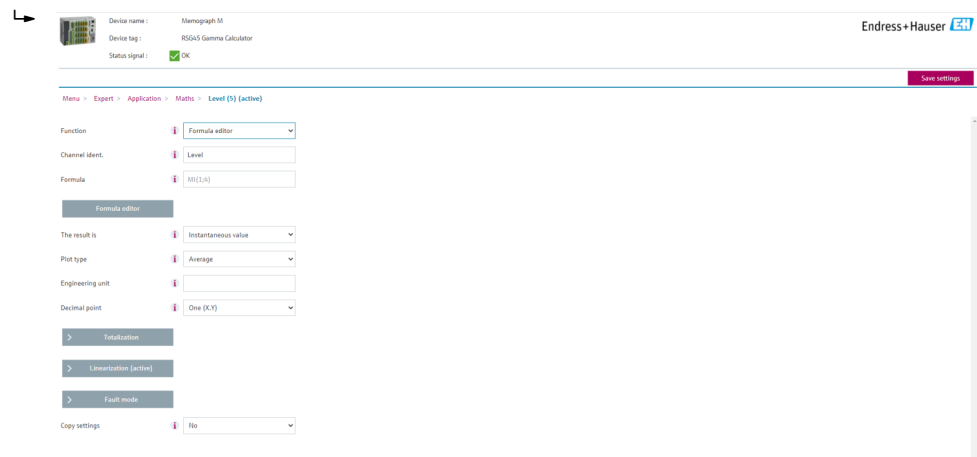 Device name : Memograph M
Device tag : RSG45 Gamma Calculator
Status signal : OK
Endress+Hauser EH
Save settings
Menu > Expert > Application > Maths > Level (5) (active)
Function i Formula editor
Channel ident. i Level
Formula i MI(1;4)
Formula editor
The result is i Instantaneous value
Plot type i Average
Engineering unit i
Decimal point i One (X.Y)
> Totalization
> Linearization (active)
> Fault mode
Copy settings i No